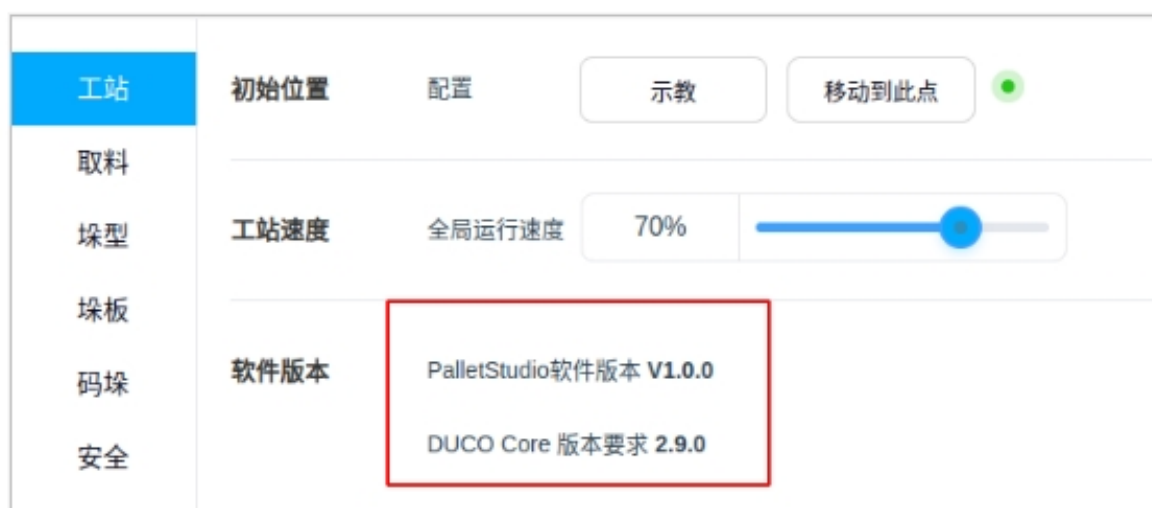 工站
取料
垛型
垛板
码垛
安全
初始位置 配置 示教 移动到此点
工站速度 全局运行速度 70%
软件版本 PalletStudio软件版本 V1.0.0
DUCO Core 版本要求 2.9.0